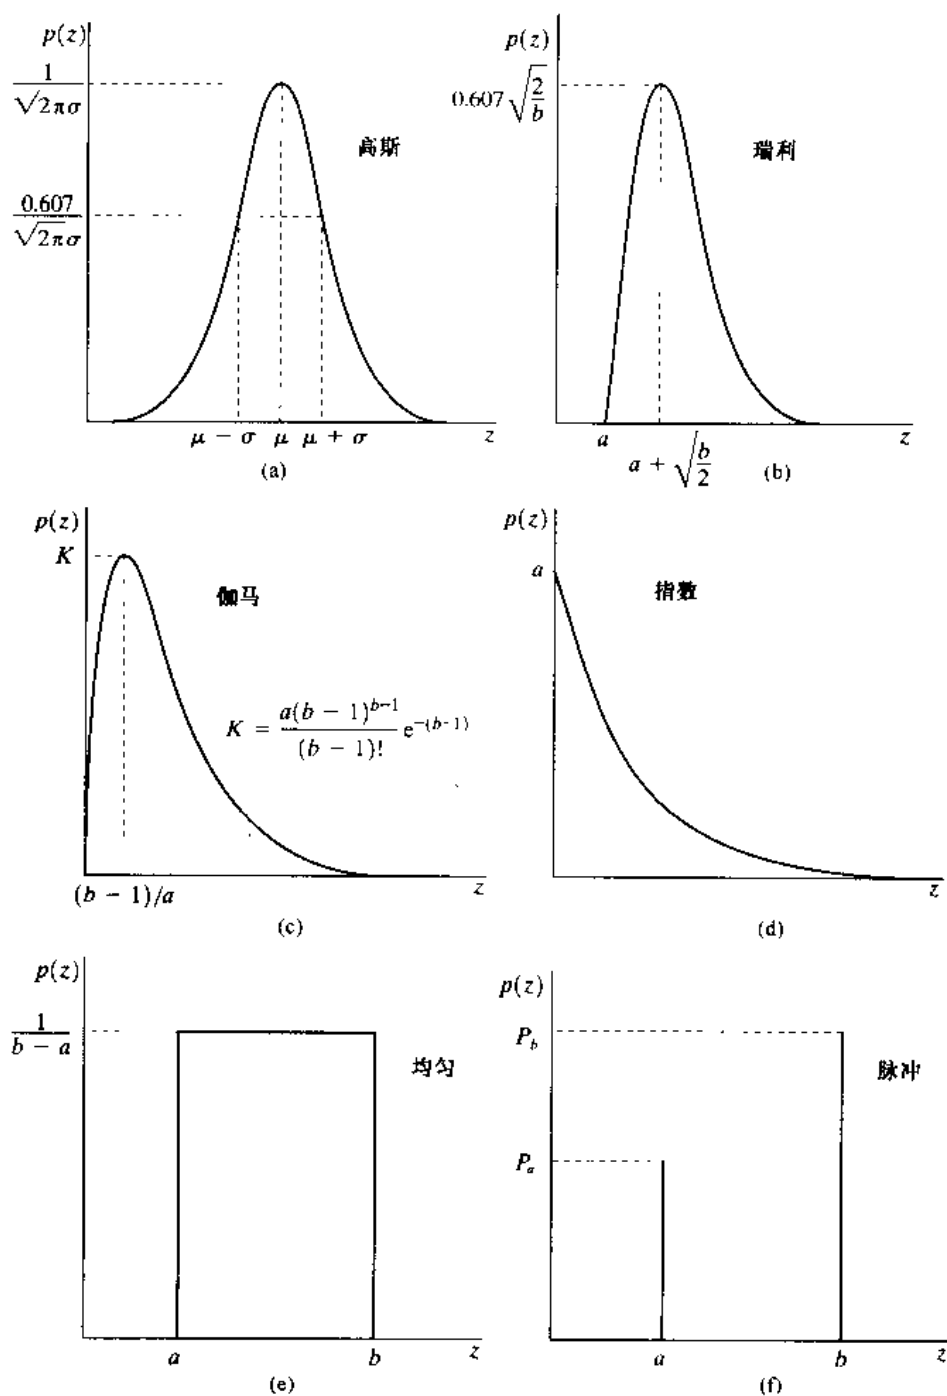 p(z)
1/√2πσ
高斯
0.607/√2πσ
μ − σ μ μ + σ z
(a)
p(z)
0.607√2/b
瑞利
a z
a + √b/2
(b)
p(z)
K
伽马
K = a(b − 1)^{b−1}/(b − 1)! e^{−(b−1)}
(b − 1)/a z
(c)
p(z)
a
指数
z
(d)
p(z)
1/b − a
均匀
a b z
(e)
p(z)
P_b
脉冲
P_a
a b z
(f)